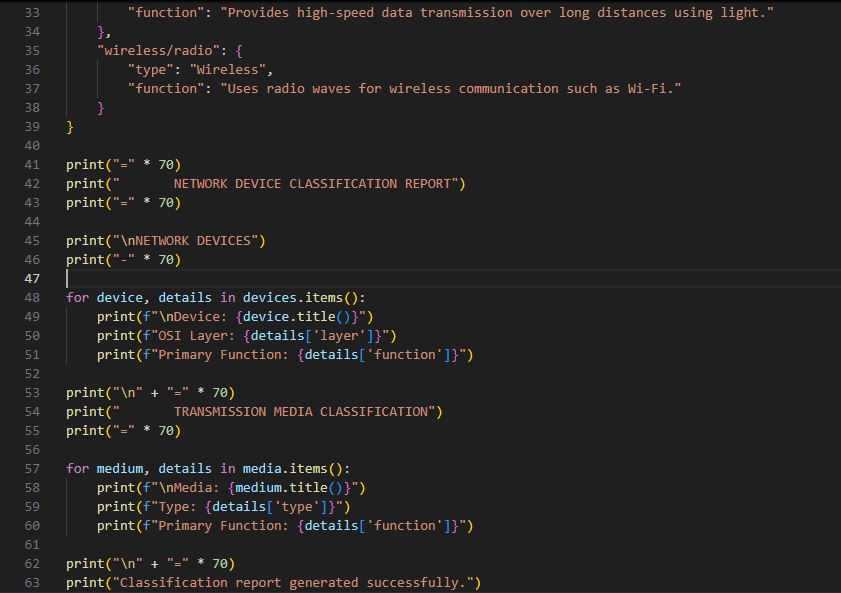 33 "function": "Provides high-speed data transmission over long distances using light."
34 },
35 "wireless/radio": {
36 "type": "Wireless",
37 "function": "Uses radio waves for wireless communication such as Wi-Fi."
38 }
39 }
40
41 print("=" * 70)
42 print("       NETWORK DEVICE CLASSIFICATION REPORT")
43 print("=" * 70)
44
45 print("\nNETWORK DEVICES")
46 print("-" * 70)
47
48 for device, details in devices.items():
49     print(f"\nDevice: {device.title()}")
50     print(f"OSI Layer: {details['layer']}")
51     print(f"Primary Function: {details['function']}")
52
53 print("\n" + "=" * 70)
54 print("       TRANSMISSION MEDIA CLASSIFICATION")
55 print("=" * 70)
56
57 for medium, details in media.items():
58     print(f"\nMedia: {medium.title()}")
59     print(f"Type: {details['type']}")
60     print(f"Primary Function: {details['function']}")
61
62 print("\n" + "=" * 70)
63 print("Classification report generated successfully.")